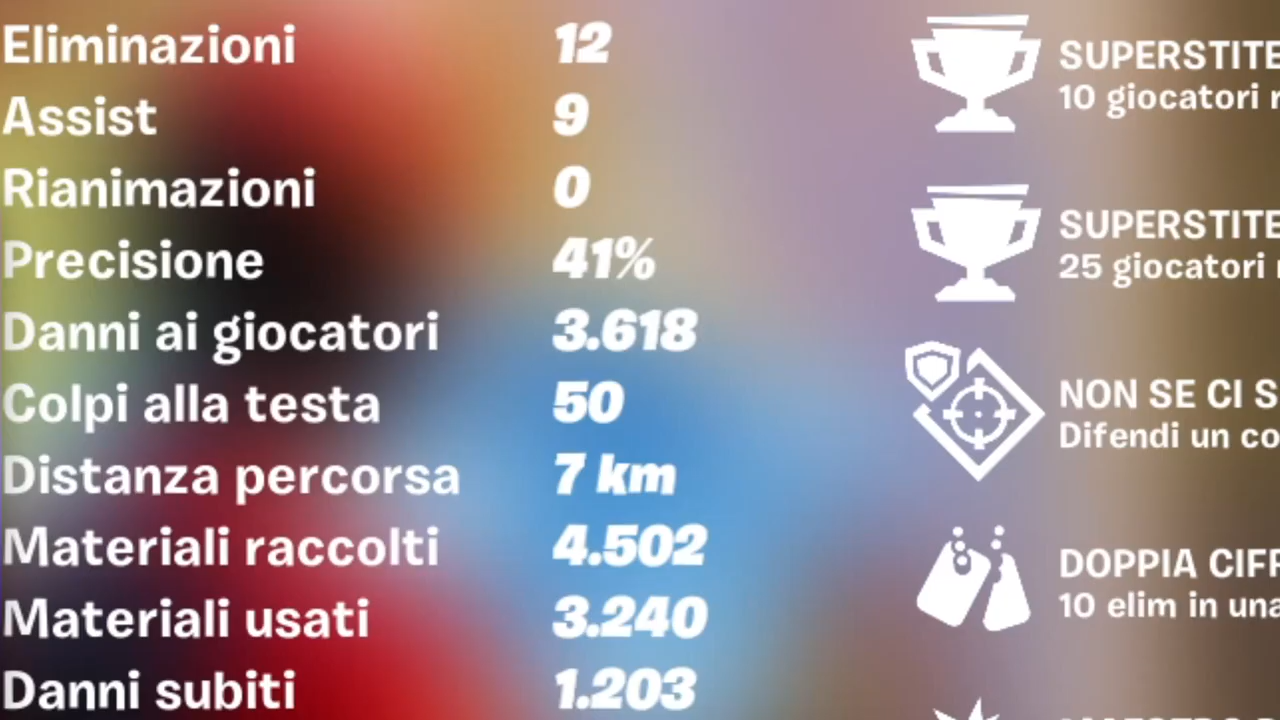 Eliminazioni 12
Assist 9
Rianimazioni 0
Precisione 41%
Danni ai giocatori 3.618
Colpi alla testa 50
Distanza percorsa 7 km
Materiali raccolti 4.502
Materiali usati 3.240
Danni subiti 1.203
SUPERSTITE
10 giocatori
SUPERSTITE
25 giocatori
NON SE CI
Difendi un
DOPPIA
10 elim in